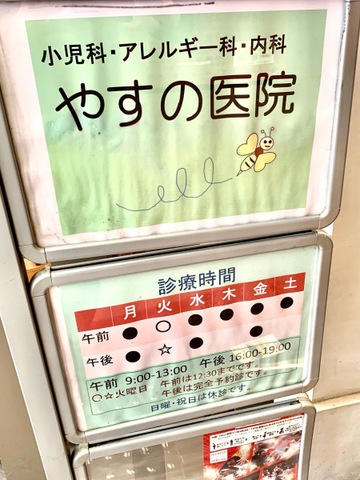 小児科・アレルギー科・内科
やすの医院
診療時間
月 火 水 木 金 土
午前 ● ○ ● ● ● ●
午後 ● ☆ ● ●
午前 9:00-13:00 午後 16:00-19:00
○☆火曜日 午前は12:30までです。
午後は完全予約診です。
日曜・祝日は休診です。